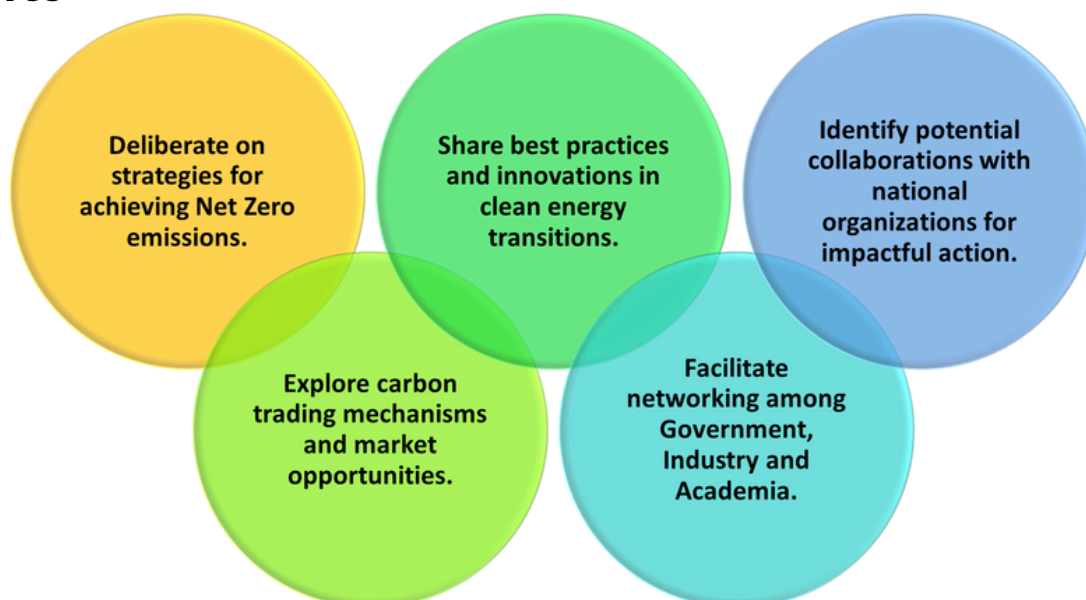 Deliberate on
strategies for
achieving Net Zero
emissions.
Explore carbon
trading mechanisms
and market
opportunities.
Share best practices
and innovations in
clean energy
transitions.
Facilitate
networking among
Government,
Industry and
Academia.
Identify potential
collaborations with
national
organizations for
impactful action.